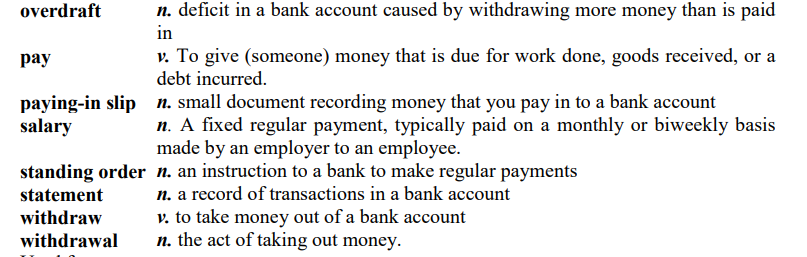 overdraft n. deficit in a bank account caused by withdrawing more money than is paid
in
pay v. To give (someone) money that is due for work done, goods received, or a
debt incurred.
paying-in slip n. small document recording money that you pay in to a bank account
salary n. A fixed regular payment, typically paid on a monthly or biweekly basis
made by an employer to an employee.
standing order n. an instruction to a bank to make regular payments
statement n. a record of transactions in a bank account
withdraw v. to take money out of a bank account
withdrawal n. the act of taking out money.